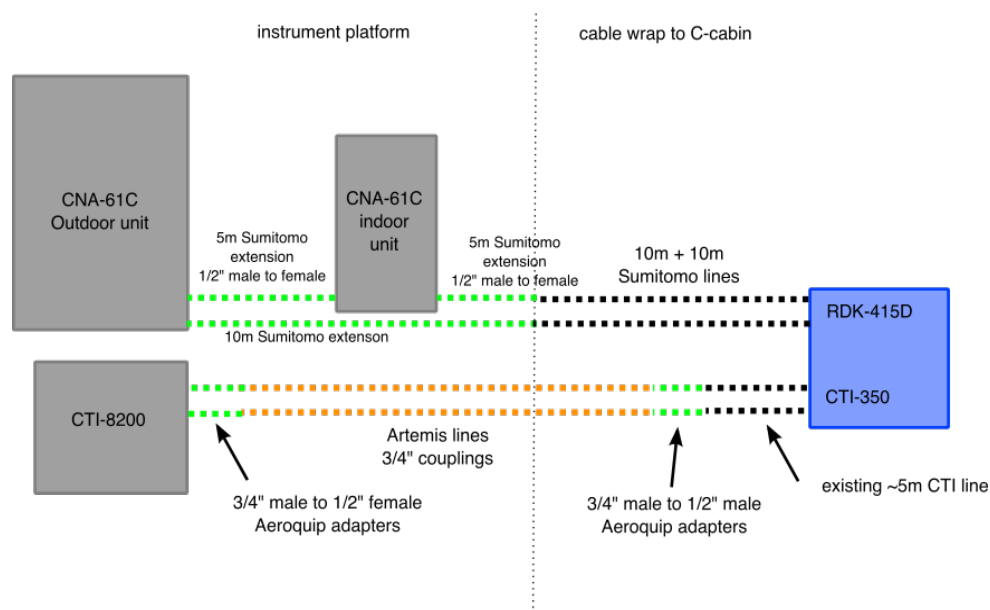 instrument platform
cable wrap to C-cabin
CNA-61C
Outdoor unit
CNA-61C
indoor
unit
5m Sumitomo
extension
1/2" male to female
5m Sumitomo
extension
1/2" male to female
10m + 10m
Sumitomo lines
RDK-415D
10m Sumitomo extenson
CTI-8200
CTI-350
Artemis lines
3/4" couplings
3/4" male to 1/2" female
Aeroquip adapters
3/4" male to 1/2" male
Aeroquip adapters
existing ~5m CTI line